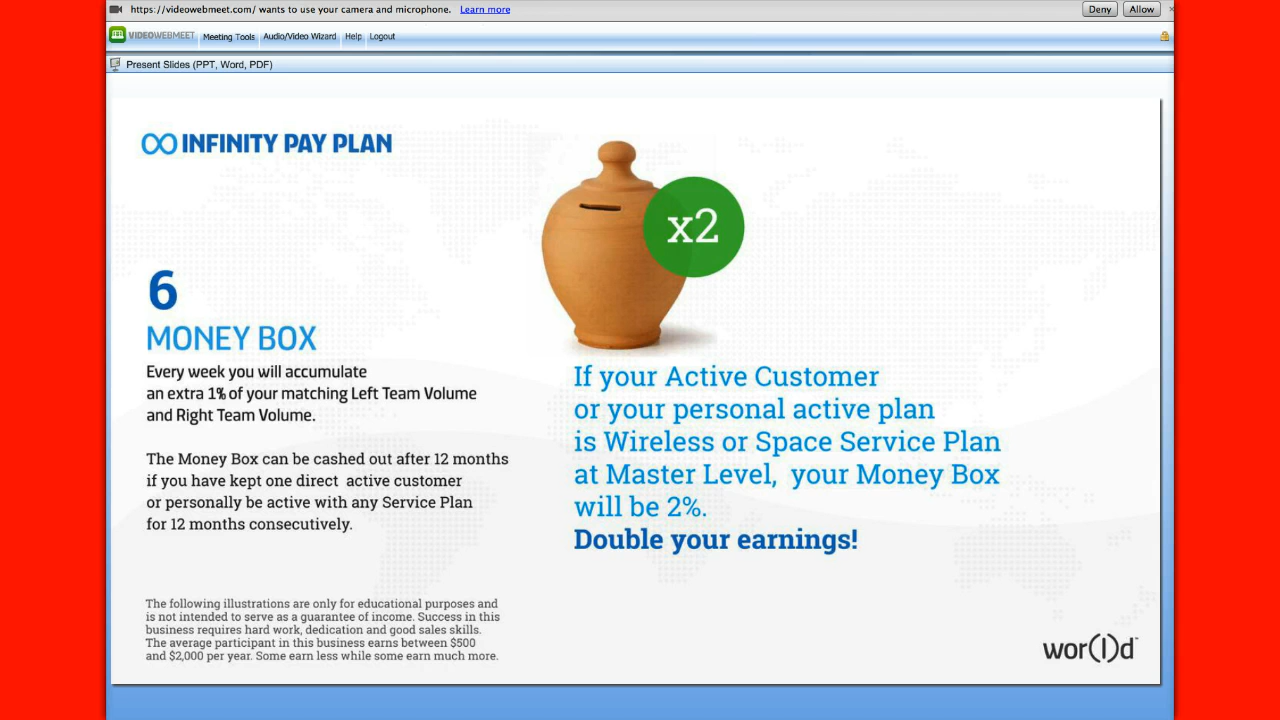 https://videowebmeet.com/ wants to use your camera and microphone. Learn more Deny Allow
VIDEOWEBMEET Meeting Tools Audio/Video Wizard Help Logout
Present Slides (PPT, Word, PDF)
INFINITY PAY PLAN
x2
6
MONEY BOX
Every week you will accumulate
an extra 1% of your matching Left Team Volume
and Right Team Volume.
The Money Box can be cashed out after 12 months
if you have kept one direct active customer
or personally be active with any Service Plan
for 12 months consecutively.
If your Active Customer
or your personal active plan
is Wireless or Space Service Plan
at Master Level, your Money Box
will be 2%.
Double your earnings!
The following illustrations are only for educational purposes and
is not intended to serve as a guarantee of income. Success in this
business requires hard work, dedication and good sales skills.
The average participant in this business earns between $500
and $2,000 per year. Some earn less while some earn much more.
wor(l)d